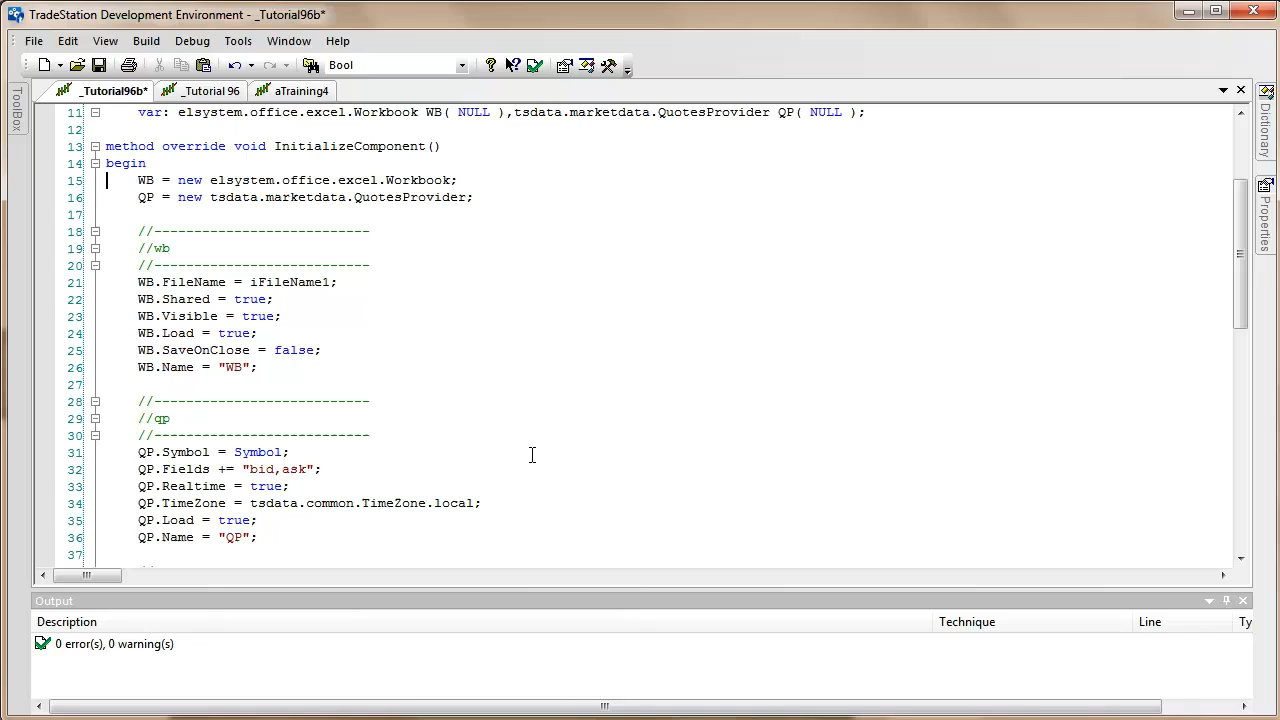 TradeStation Development Environment - _Tutorial96b*
File Edit View Build Debug Tools Window Help
Bool
_Tutorial96b* _Tutorial 96 aTraining4
ToolBox
Dictionary
Properties
11 var: elsystem.office.excel.Workbook WB( NULL ),tsdata.marketdata.QuotesProvider QP( NULL );
12
13 method override void InitializeComponent()
14 begin
15 WB = new elsystem.office.excel.Workbook;
16 QP = new tsdata.marketdata.QuotesProvider;
17
18 //---------------------------
19 //wb
20 //---------------------------
21 WB.FileName = iFileName1;
22 WB.Shared = true;
23 WB.Visible = true;
24 WB.Load = true;
25 WB.SaveOnClose = false;
26 WB.Name = "WB";
27
28 //---------------------------
29 //qp
30 //---------------------------
31 QP.Symbol = Symbol;
32 QP.Fields += "bid,ask";
33 QP.Realtime = true;
34 QP.TimeZone = tsdata.common.TimeZone.local;
35 QP.Load = true;
36 QP.Name = "QP";
37
Output
Description Technique Line Ty
0 error(s), 0 warning(s)